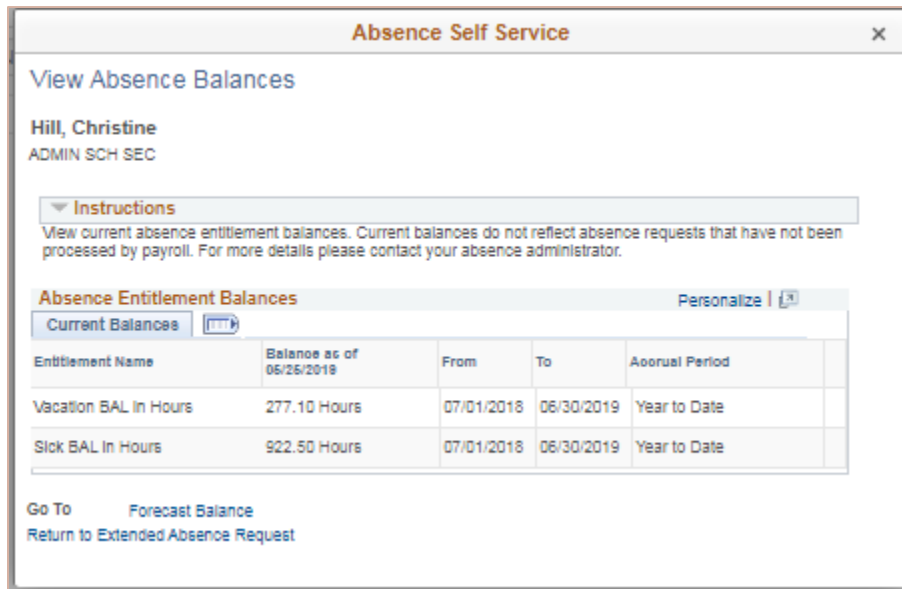 Absence Self Service
View Absence Balances
Hill, Christine
ADMIN SCH SEC
Instructions
View current absence entitlement balances. Current balances do not reflect absence requests that have not been
processed by payroll. For more details please contact your absence administrator.
Absence Entitlement Balances Personalize |
Current Balances
Entitlement Name Balance as of 05/25/2019 From To Accrual Period
Vacation BAL in Hours 277.10 Hours 07/01/2018 06/30/2019 Year to Date
Sick BAL in Hours 922.50 Hours 07/01/2018 06/30/2019 Year to Date
Go To Forecast Balance
Return to Extended Absence Request